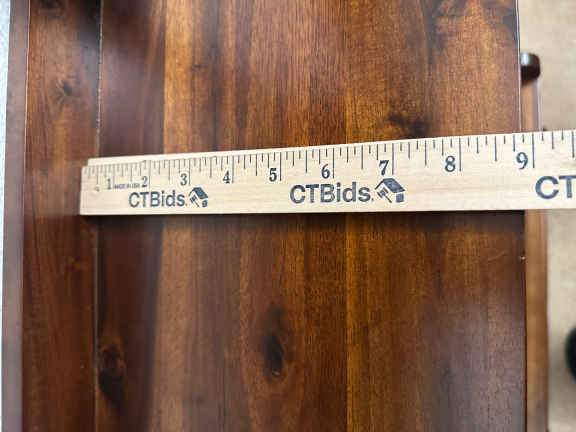 1 2 3 4 5 6 7 8 9
MADE IN USA
CTBids. CTBids. CT